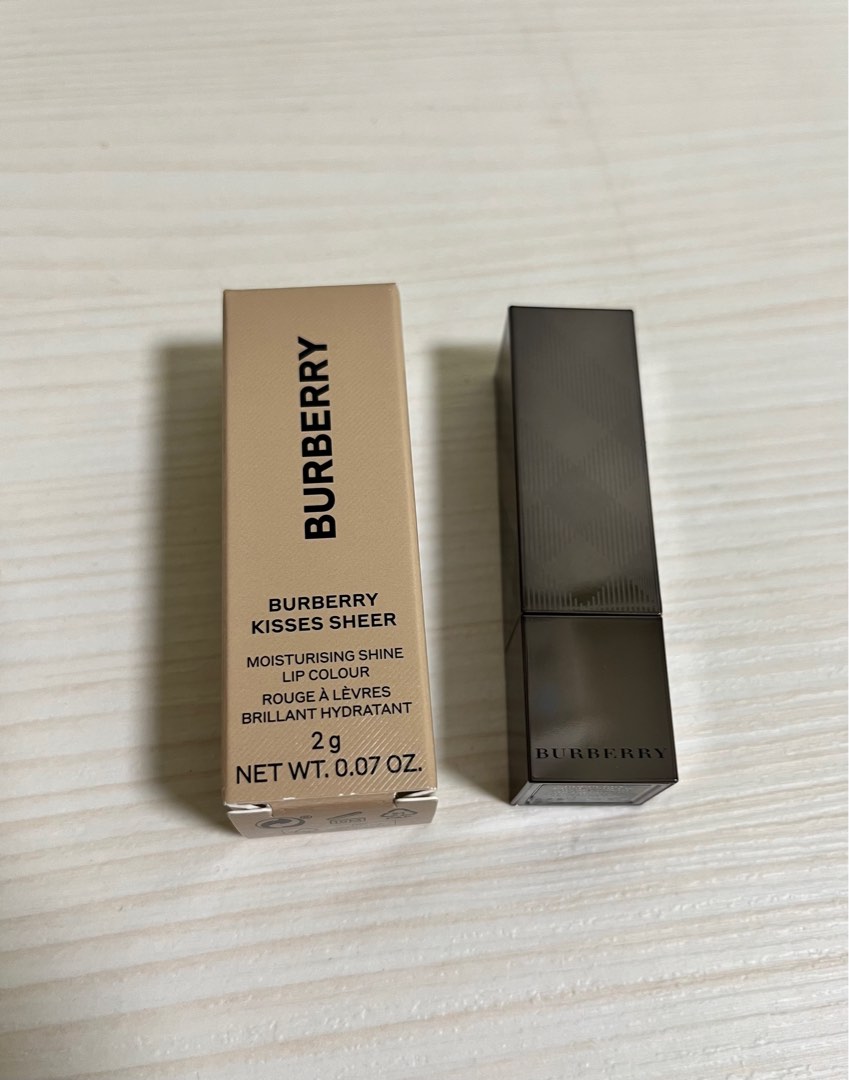 BURBERRY
BURBERRY
KISSES SHEER
MOISTURISING SHINE
LIP COLOUR
ROUGE À LÈVRES
BRILLANT HYDRATANT
2 g
NET WT. 0.07 OZ.
BURBERRY